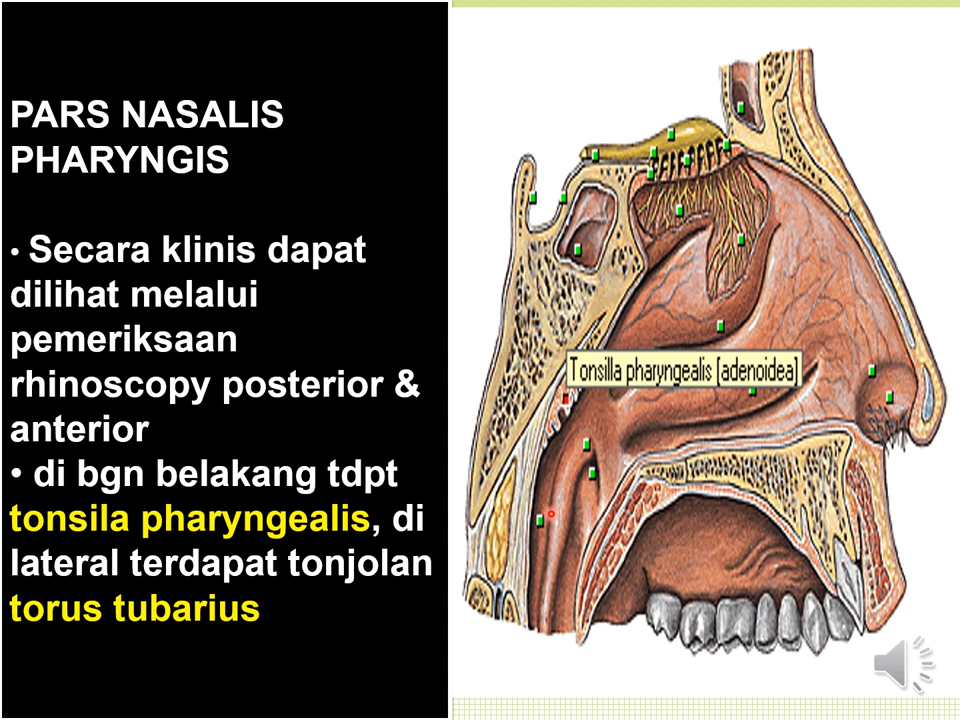 PARS NASALIS
PHARYNGIS
• Secara klinis dapat
dilihat melalui
pemeriksaan
rhinoscopy posterior &
anterior
• di bgn belakang tdpt
tonsila pharyngealis, di
lateral terdapat tonjolan
torus tubarius
Tonsilla pharyngealis [adenoidea]